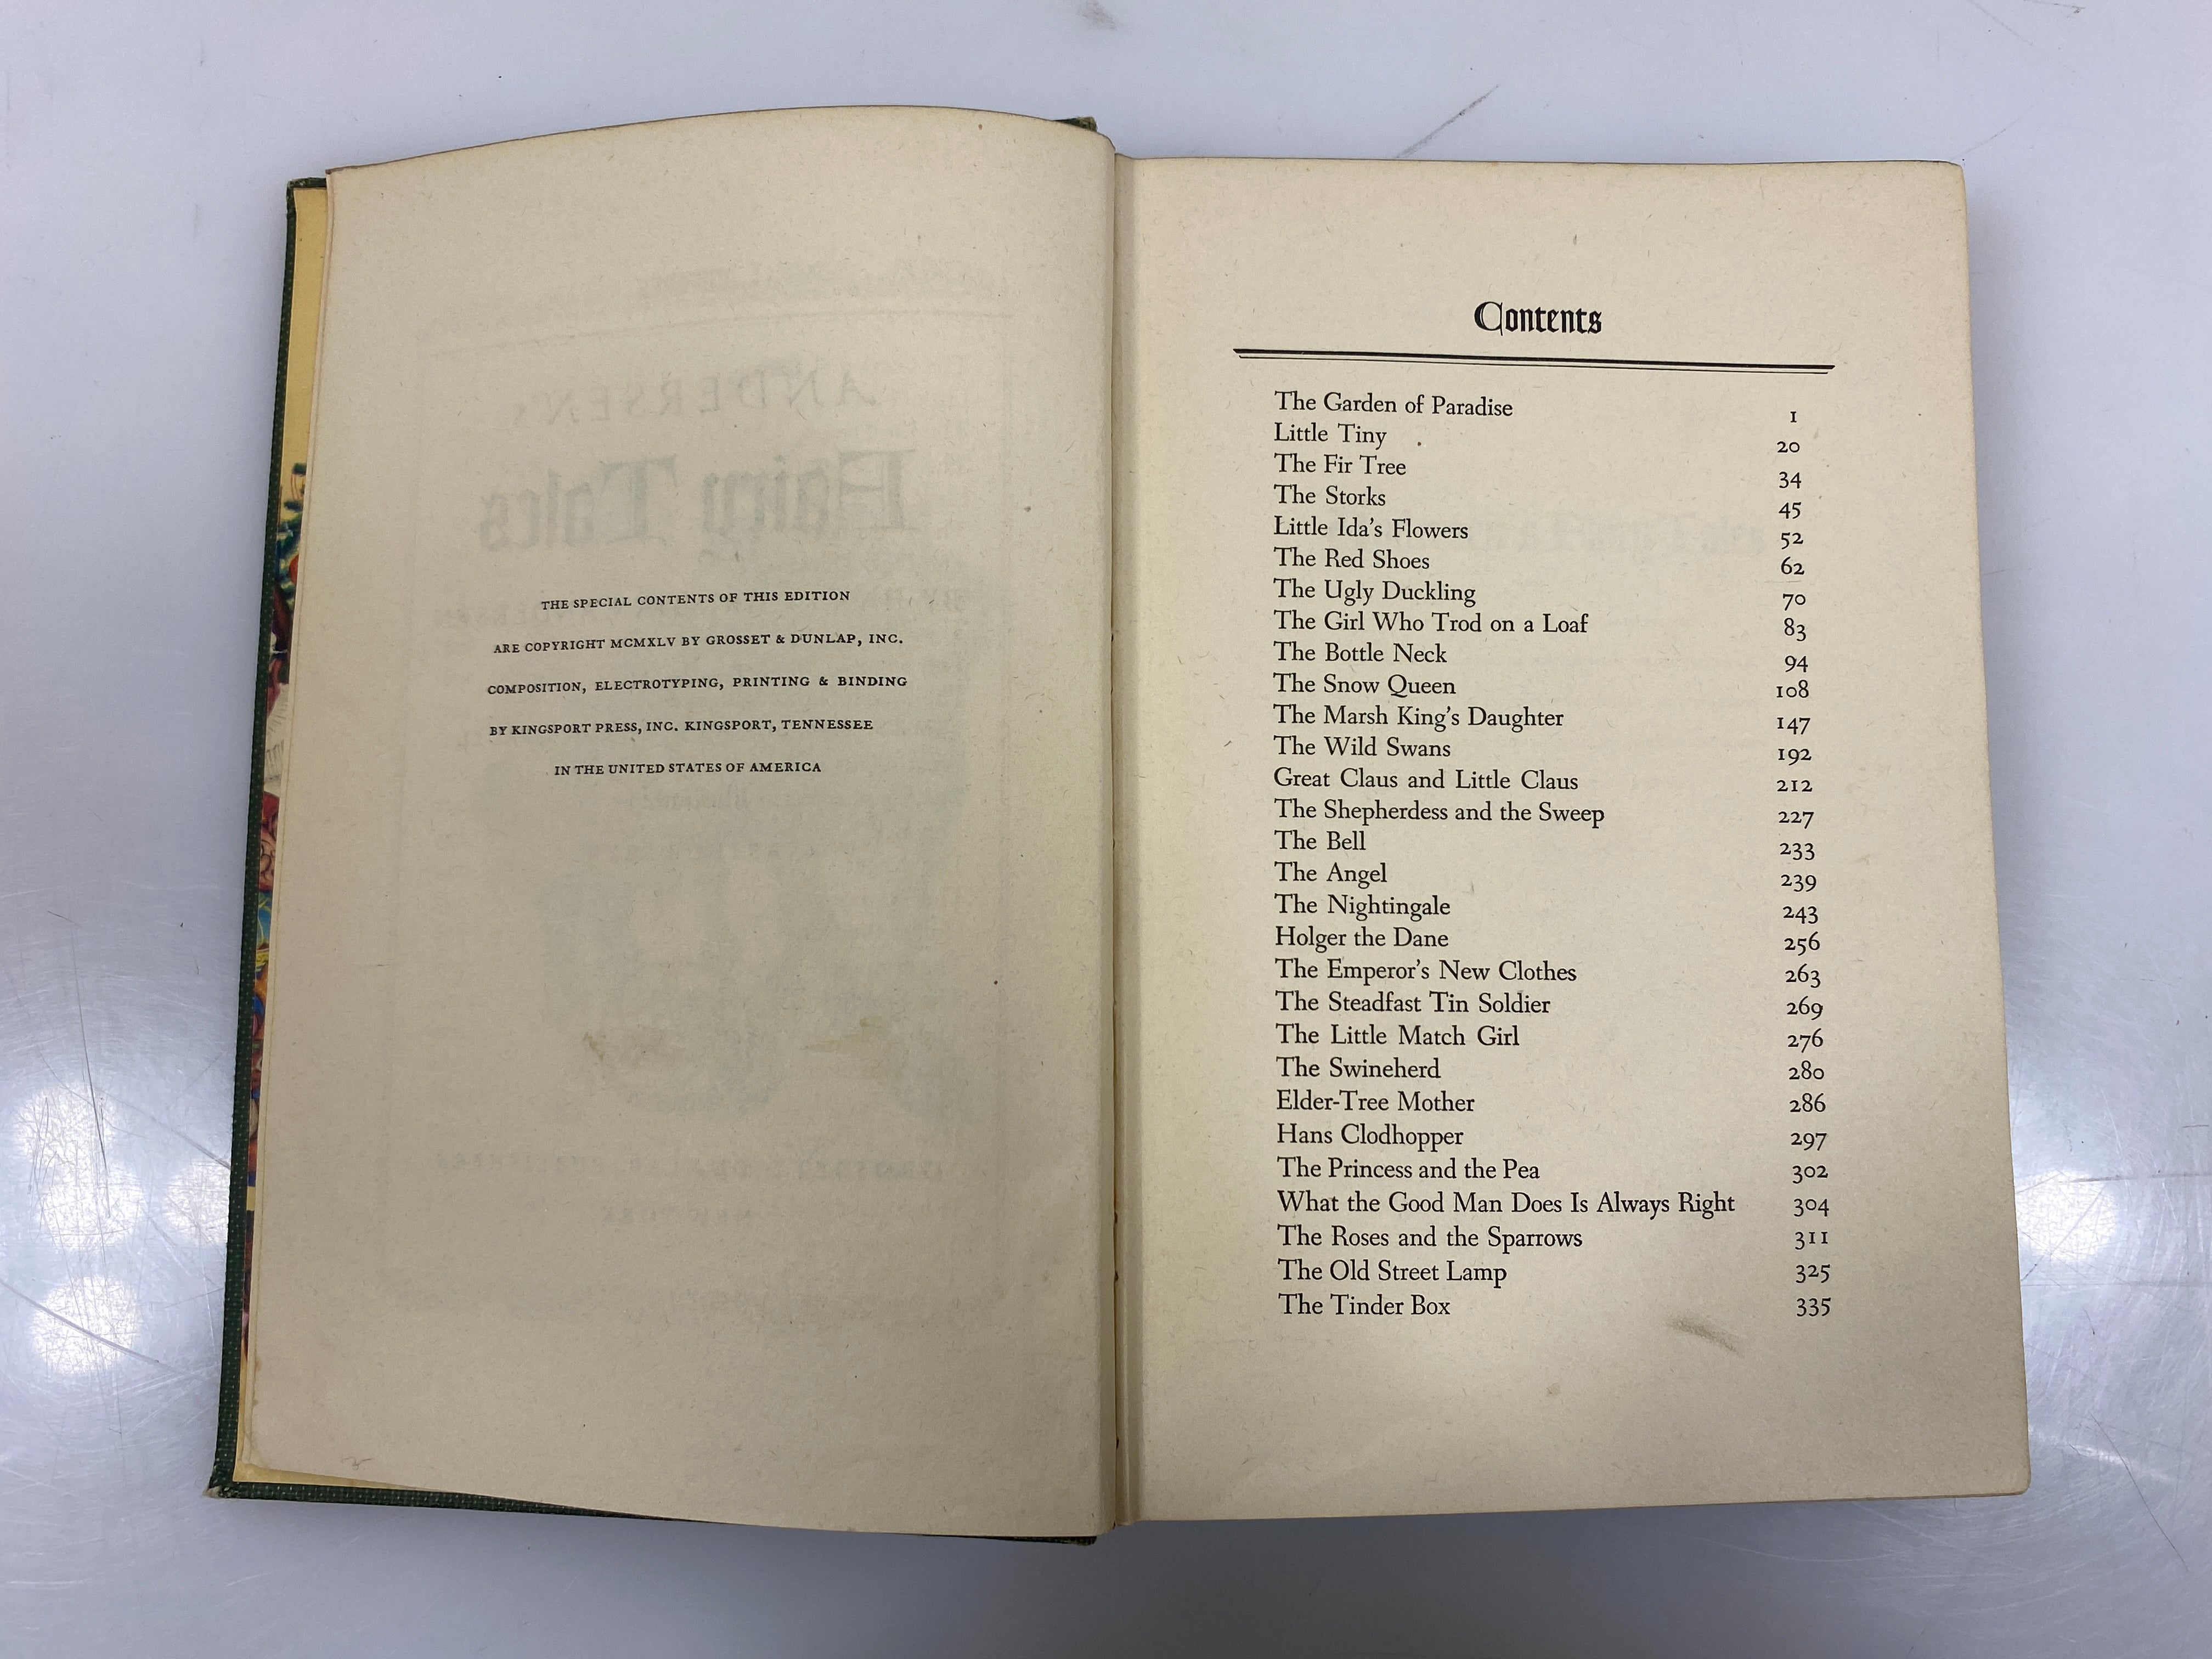 THE SPECIAL CONTENTS OF THIS EDITION
ARE COPYRIGHT MCMXLV BY GROSSET & DUNLAP, INC.
COMPOSITION, ELECTROTYPING, PRINTING & BINDING
BY KINGSPORT PRESS, INC. KINGSPORT, TENNESSEE
IN THE UNITED STATES OF AMERICA
ANDERSEN'S
Fairy Tales
Contents
The Garden of Paradise 1
Little Tiny 20
The Fir Tree 34
The Storks 45
Little Ida's Flowers 52
The Red Shoes 62
The Ugly Duckling 70
The Girl Who Trod on a Loaf 83
The Bottle Neck 94
The Snow Queen 108
The Marsh King's Daughter 147
The Wild Swans 192
Great Claus and Little Claus 212
The Shepherdess and the Sweep 227
The Bell 233
The Angel 239
The Nightingale 243
Holger the Dane 256
The Emperor's New Clothes 263
The Steadfast Tin Soldier 269
The Little Match Girl 276
The Swineherd 280
Elder-Tree Mother 286
Hans Clodhopper 297
The Princess and the Pea 302
What the Good Man Does Is Always Right 304
The Roses and the Sparrows 311
The Old Street Lamp 325
The Tinder Box 335